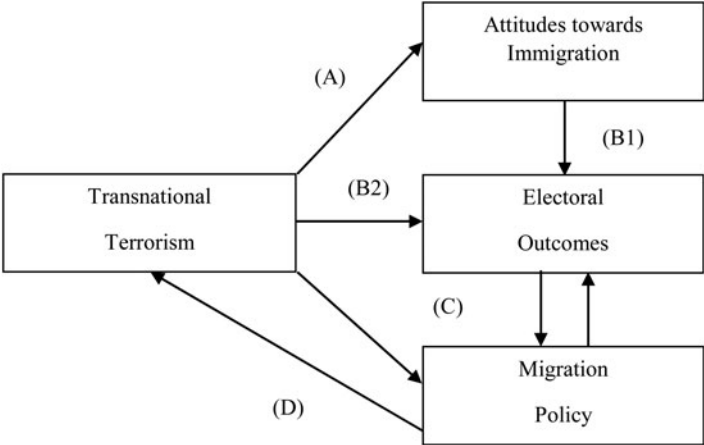 Attitudes towards
Immigration
(A)
(B1)
Transnational
Terrorism
(B2)
Electoral
Outcomes
(C)
Migration
Policy
(D)